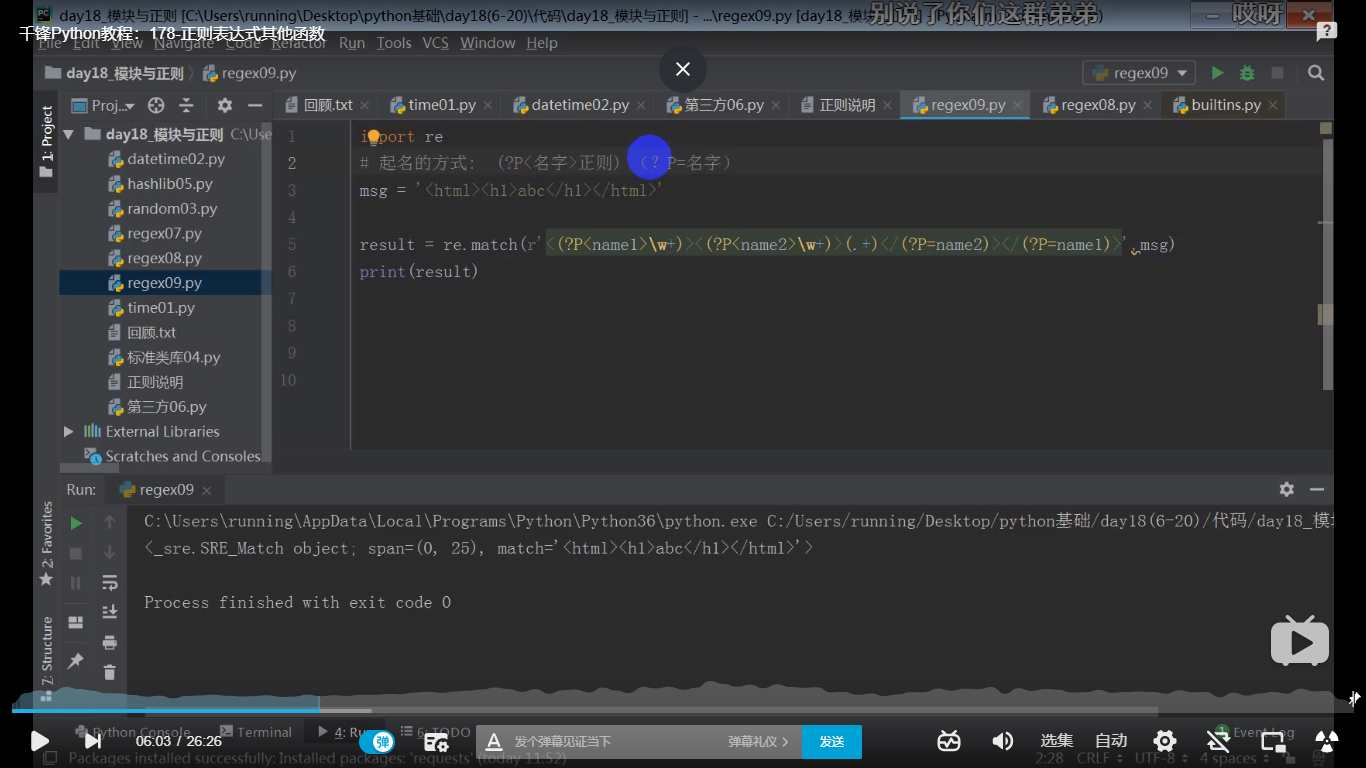 day18_模块与正则 [C:\Users\running\Desktop\python基础\day18(6-20)\代码\day18_模块与正则] - ...\regex09.py [day18_模块
别说了你们这群弟弟
哎呀
千锋Python教程：178-正则表达式其他函数
File Edit View Navigate Code Refactor Run Tools VCS Window Help
day18_模块与正则 regex09.py
regex09
Proj...
回顾.txt time01.py datetime02.py 第三方06.py 正则说明 regex09.py regex08.py builtins.py
1: Project
day18_模块与正则 C:\Use
datetime02.py
hashlib05.py
random03.py
regex07.py
regex08.py
regex09.py
time01.py
回顾.txt
标准类库04.py
正则说明
第三方06.py
External Libraries
Scratches and Consoles
1 import re
2 # 起名的方式: (?P<名字>正则) (?P=名字)
3 msg = '<html><h1>abc</h1></html>'
4
5 result = re.match(r'<(?P<name1>\w+)><(?P<name2>\w+)>(.+)</(?P=name2)></(?P=name1)>', msg)
6 print(result)
7
8
9
10
Run: regex09
C:\Users\running\AppData\Local\Programs\Python\Python36\python.exe C:/Users/running/Desktop/python基础/day18(6-20)/代码/day18_模块
<_sre.SRE_Match object; span=(0, 25), match='<html><h1>abc</h1></html>'>
Process finished with exit code 0
2: Favorites
7: Structure
Python Console Terminal 4: Ru 6: TODO Event Log
06:03 / 26:26
弹
发个弹幕见证当下
弹幕礼仪 >
发送
选集
自动
Packages installed successfully: Installed packages: 'requests' (today 11:52)
2:28 CRLF UTF-8 4 spaces